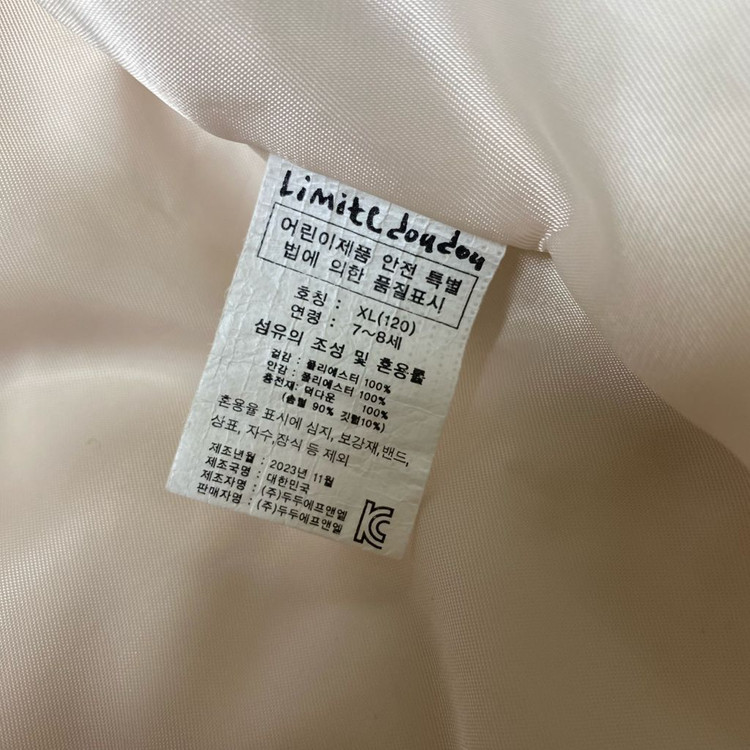 Limite doudou
어린이제품 안전 특별
법에 의한 품질표시
호칭 : XL(120)
연령 : 7~8세
섬유의 조성 및 혼용률
겉감 : 폴리에스터 100%
안감 : 폴리에스터 100%
충전재: 덕다운 100%
(솜털 90% 깃털10%)
혼용율 표시에 심지, 보강재,밴드,
상표, 자수,장식 등 제외
제조년월 : 2023년 11월
제조국명 : 대한민국
제조자명 : (주)두두에프앤엘
판매자명 : (주)두두에프앤엘
KC